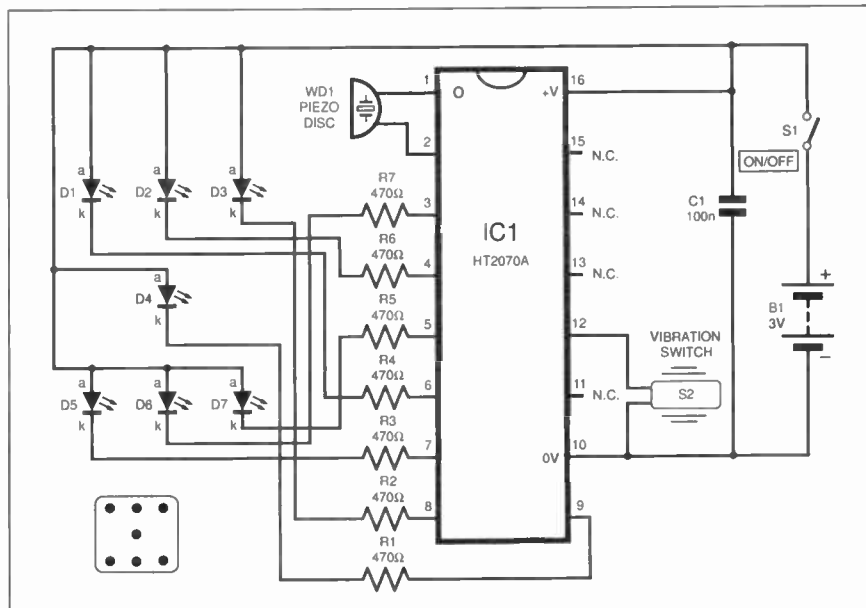 WD1
PIEZO
DISC
1
O
+V
16
2
15
N.C.
S1
ON/OFF
a
D1
k
a
D2
k
a
D3
k
R7
470Ω
3
14
N.C.
C1
100n
R6
470Ω
4
IC1
HT2070A
13
N.C.
a
D4
k
R5
470Ω
5
12
VIBRATION
SWITCH
+
B1
3V
–
R4
470Ω
6
11
N.C.
S2
a
D5
k
a
D6
k
a
D7
k
R3
470Ω
7
0V
10
R2
470Ω
8
9
R1
470Ω